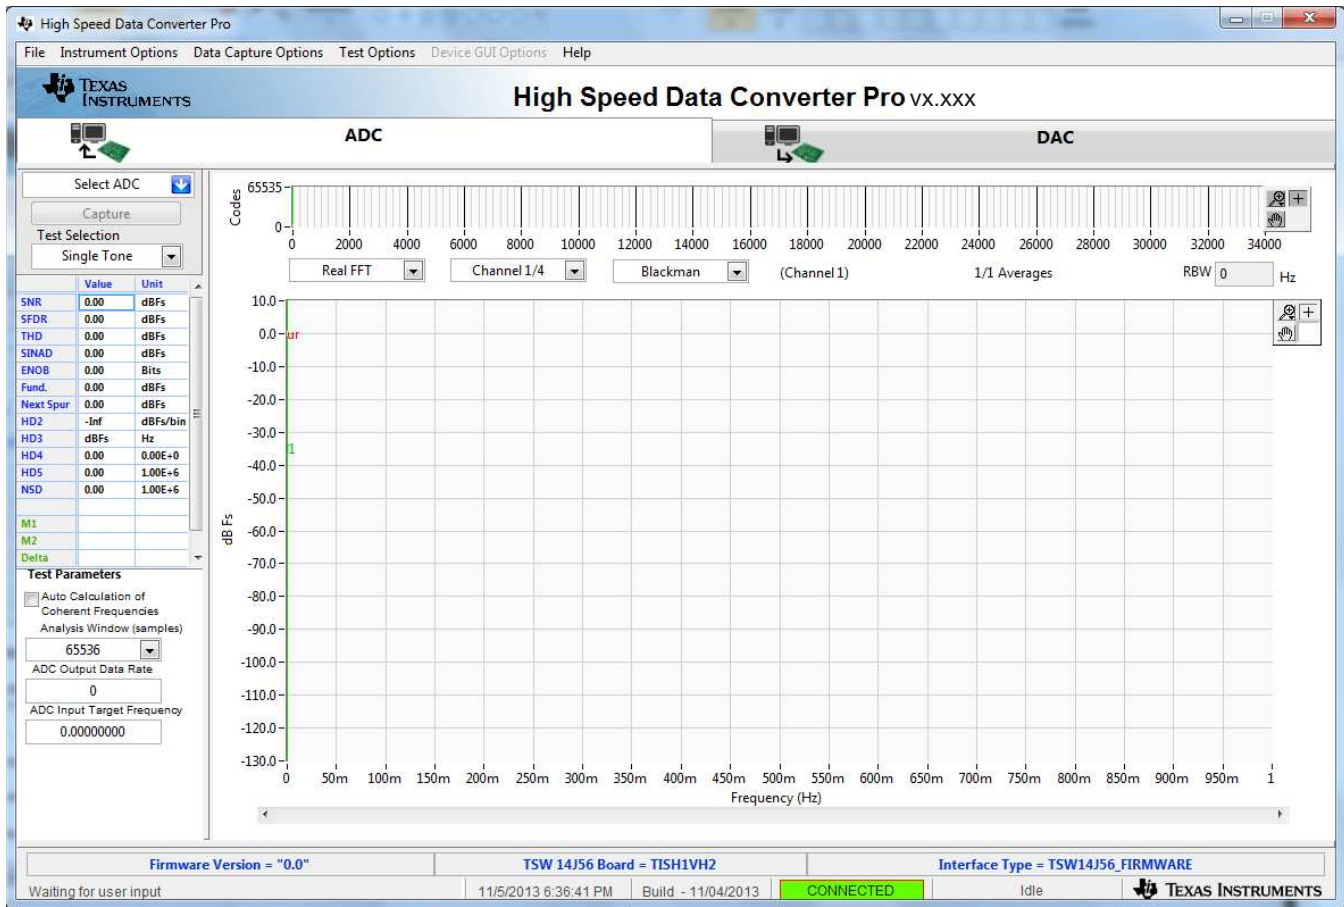 High Speed Data Converter Pro
File Instrument Options Data Capture Options Test Options Device GUI Options Help
TEXAS INSTRUMENTS
High Speed Data Converter Pro vx.xxx
ADC
DAC
Select ADC
Capture
Test Selection
Single Tone
Value Unit
SNR 0.00 dBFs
SFDR 0.00 dBFs
THD 0.00 dBFs
SINAD 0.00 dBFs
ENOB 0.00 Bits
Fund. 0.00 dBFs
Next Spur 0.00 dBFs
HD2 -Inf dBFs/bin
HD3 dBFs Hz
HD4 0.00 0.00E+0
HD5 0.00 1.00E+6
NSD 0.00 1.00E+6
M1
M2
Delta
Test Parameters
Auto Calculation of
Coherent Frequencies
Analysis Window (samples)
65536
ADC Output Data Rate
0
ADC Input Target Frequency
0.00000000
Codes
65535
0
0 2000 4000 6000 8000 10000 12000 14000 16000 18000 20000 22000 24000 26000 28000 30000 32000 34000
Real FFT Channel 1/4 Blackman (Channel 1) 1/1 Averages RBW 0 Hz
dB Fs
10.0
0.0
ur
-10.0
-20.0
-30.0
1
-40.0
-50.0
-60.0
-70.0
-80.0
-90.0
-100.0
-110.0
-120.0
-130.0
0 50m 100m 150m 200m 250m 300m 350m 400m 450m 500m 550m 600m 650m 700m 750m 800m 850m 900m 950m 1
Frequency (Hz)
Firmware Version = "0.0" TSW 14J56 Board = TISH1VH2 Interface Type = TSW14J56_FIRMWARE
Waiting for user input 11/5/2013 6:36:41 PM Build - 11/04/2013 CONNECTED Idle TEXAS INSTRUMENTS